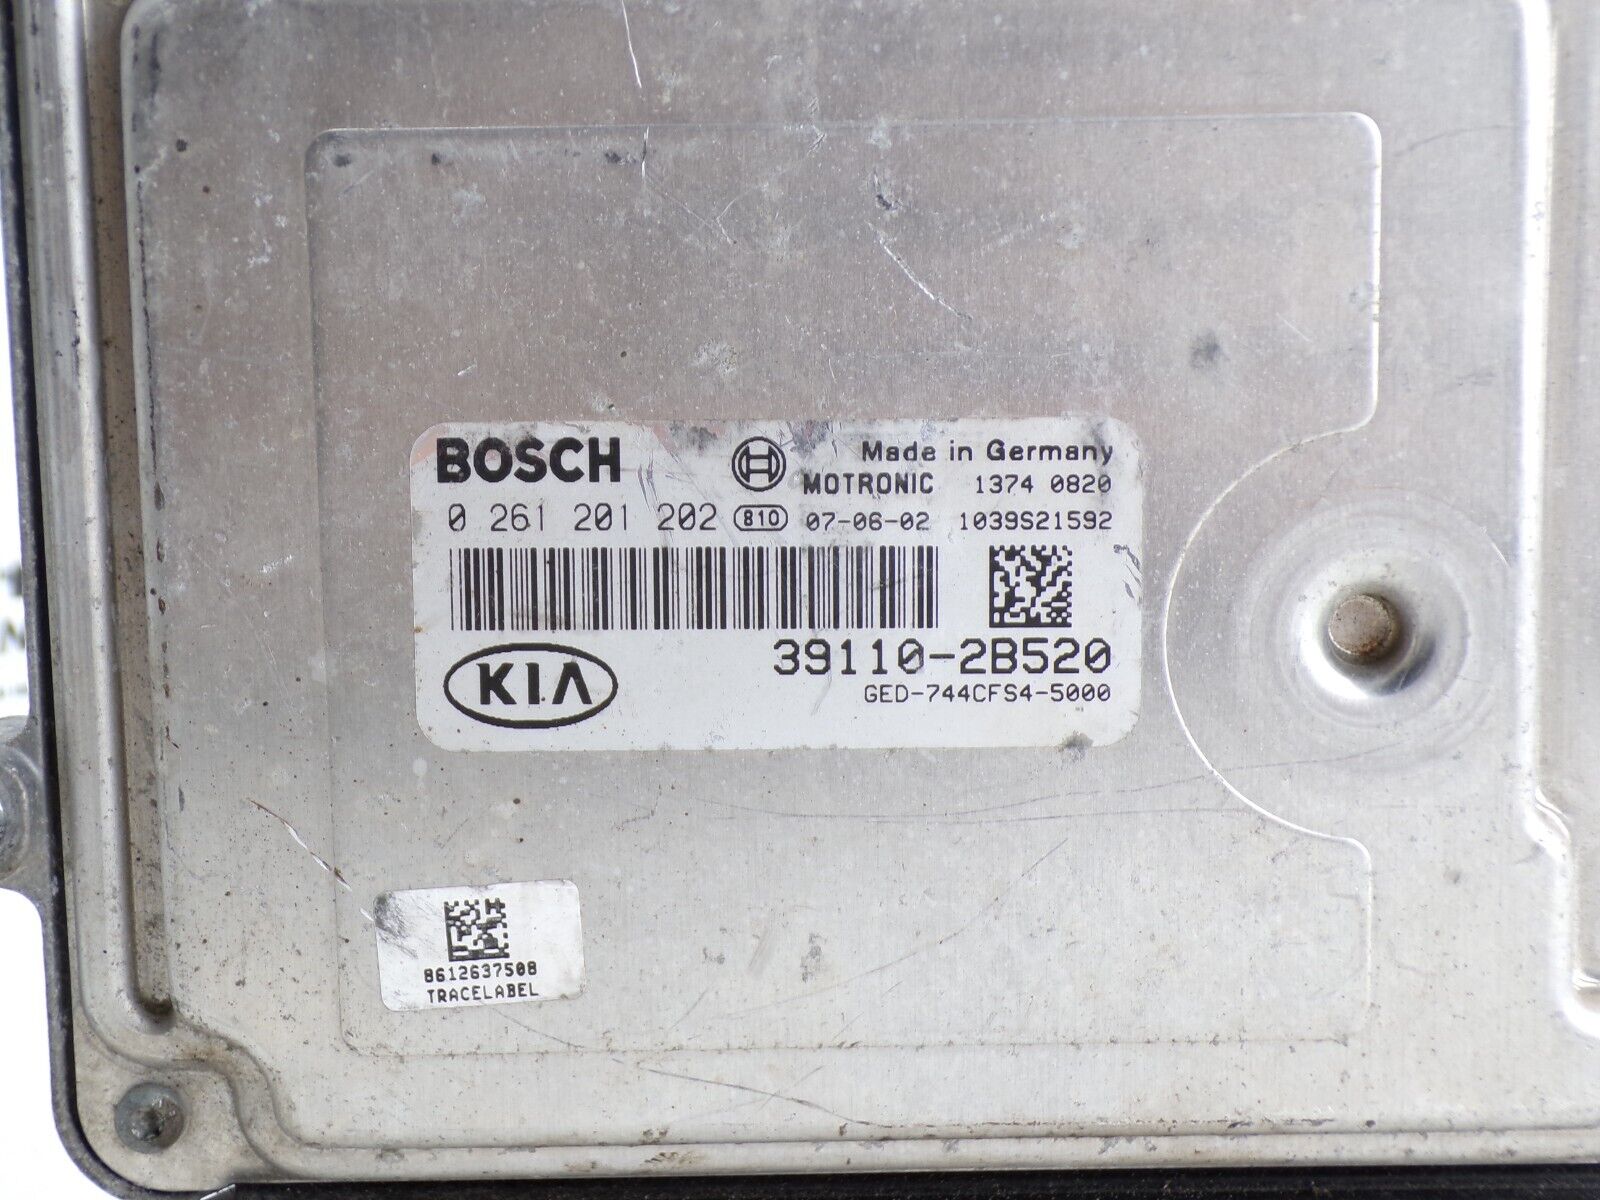 BOSCH
Made in Germany
MOTRONIC 1374 0820
0 261 201 202 810 07-06-02 1039S21592
39110-2B520
KIA
GED-744CFS4-5000
8612637508
TRACELABEL